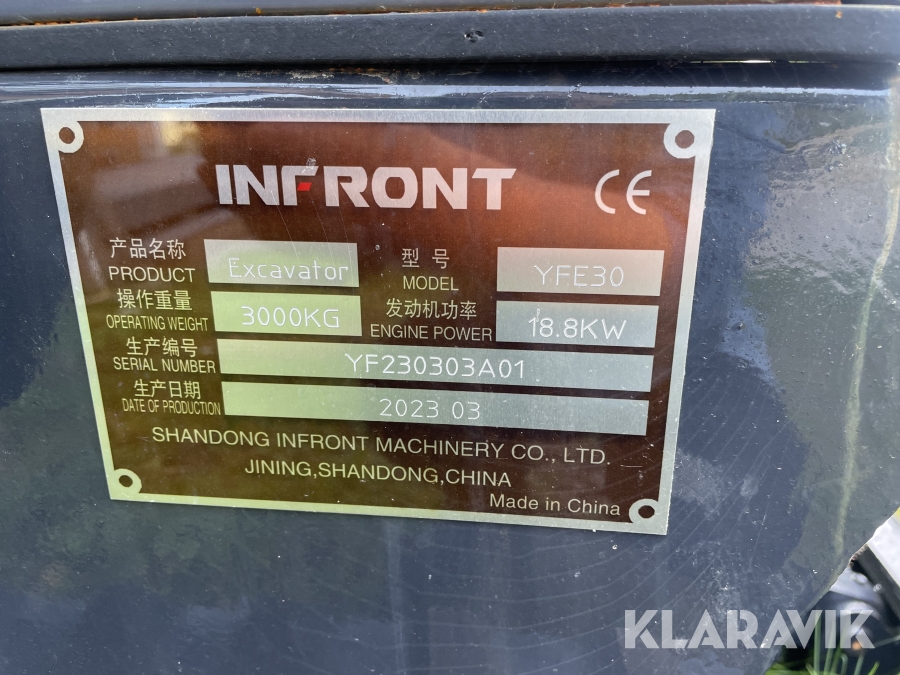 INFRONT CE
产品名称 Excavator 型号 YFE30
PRODUCT MODEL
操作重量 3000KG 发动机功率 18.8KW
OPERATING WEIGHT ENGINE POWER
生产编号 YF230303A01
SERIAL NUMBER
生产日期 2023 03
DATE OF PRODUCTION
SHANDONG INFRONT MACHINERY CO., LTD.
JINING,SHANDONG,CHINA
Made in China
KLARAVIK